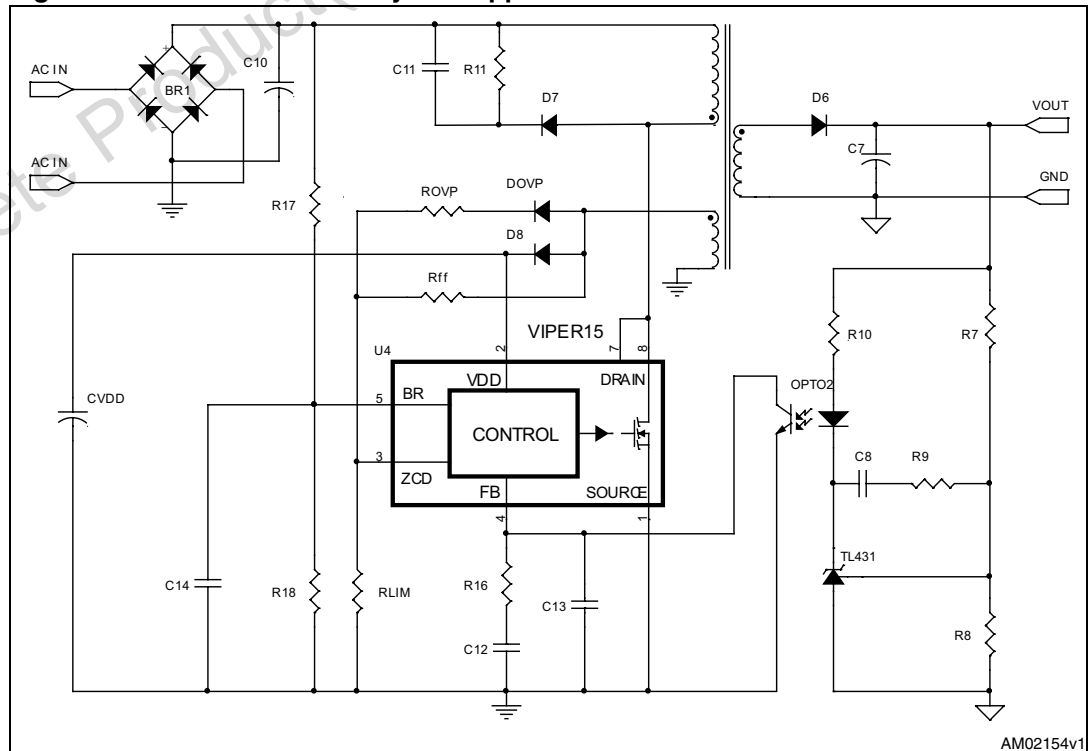 AC IN
AC IN
BR1
+
-
C10
R17
C11
R11
D7
D6
VOUT
C7
GND
ROVP
DOVP
D8
Rff
VIPER15
U4
2
7
8
VDD
DRAIN
5
BR
CONTROL
3
ZCD
FB
SOURCE
4
1
CVDD
C14
R18
RLIM
R16
C13
C12
R10
R7
OPTO2
C8
R9
TL431
R8
AM02154v1
ete Product(